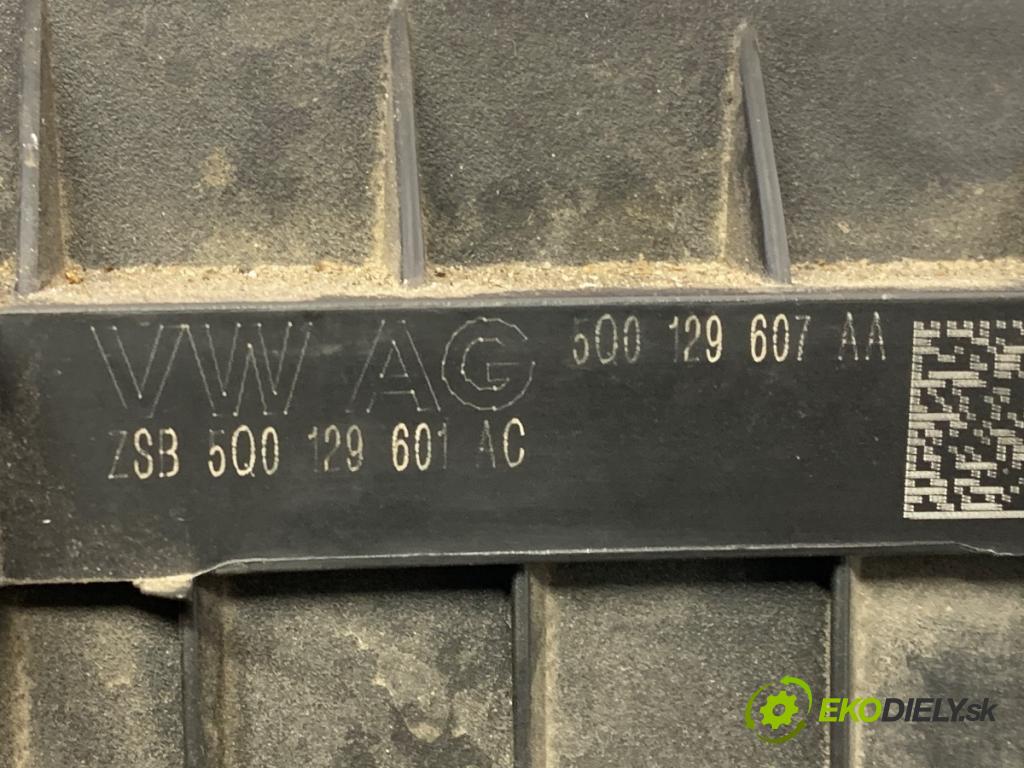 VW AG 5Q0 129 607 AA
ZSB 5Q0 129 601 AC
EKODIELY.sk